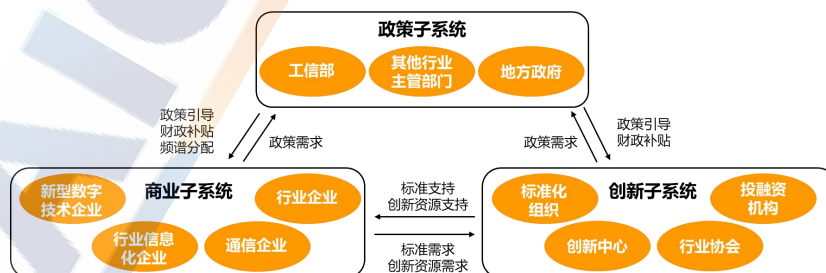 政策子系统
工信部
其他行业
主管部门
地方政府
政策引导
财政补贴
频谱分配
政策需求
政策需求
政策引导
财政补贴
商业子系统
新型数字
技术企业
行业企业
行业信息
化企业
通信企业
标准支持
创新资源支持
标准需求
创新资源需求
创新子系统
标准化
组织
投融资
机构
创新中心
行业协会